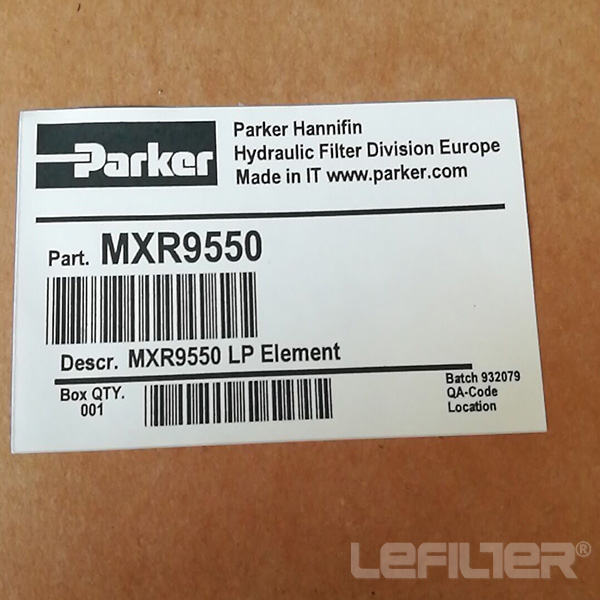 Parker
Parker Hannifin
Hydraulic Filter Division Europe
Made in IT www.parker.com
Part. MXR9550
Descr. MXR9550 LP Element
Box QTY.
001
Batch 932079
QA-Code
Location
LEFILTER®